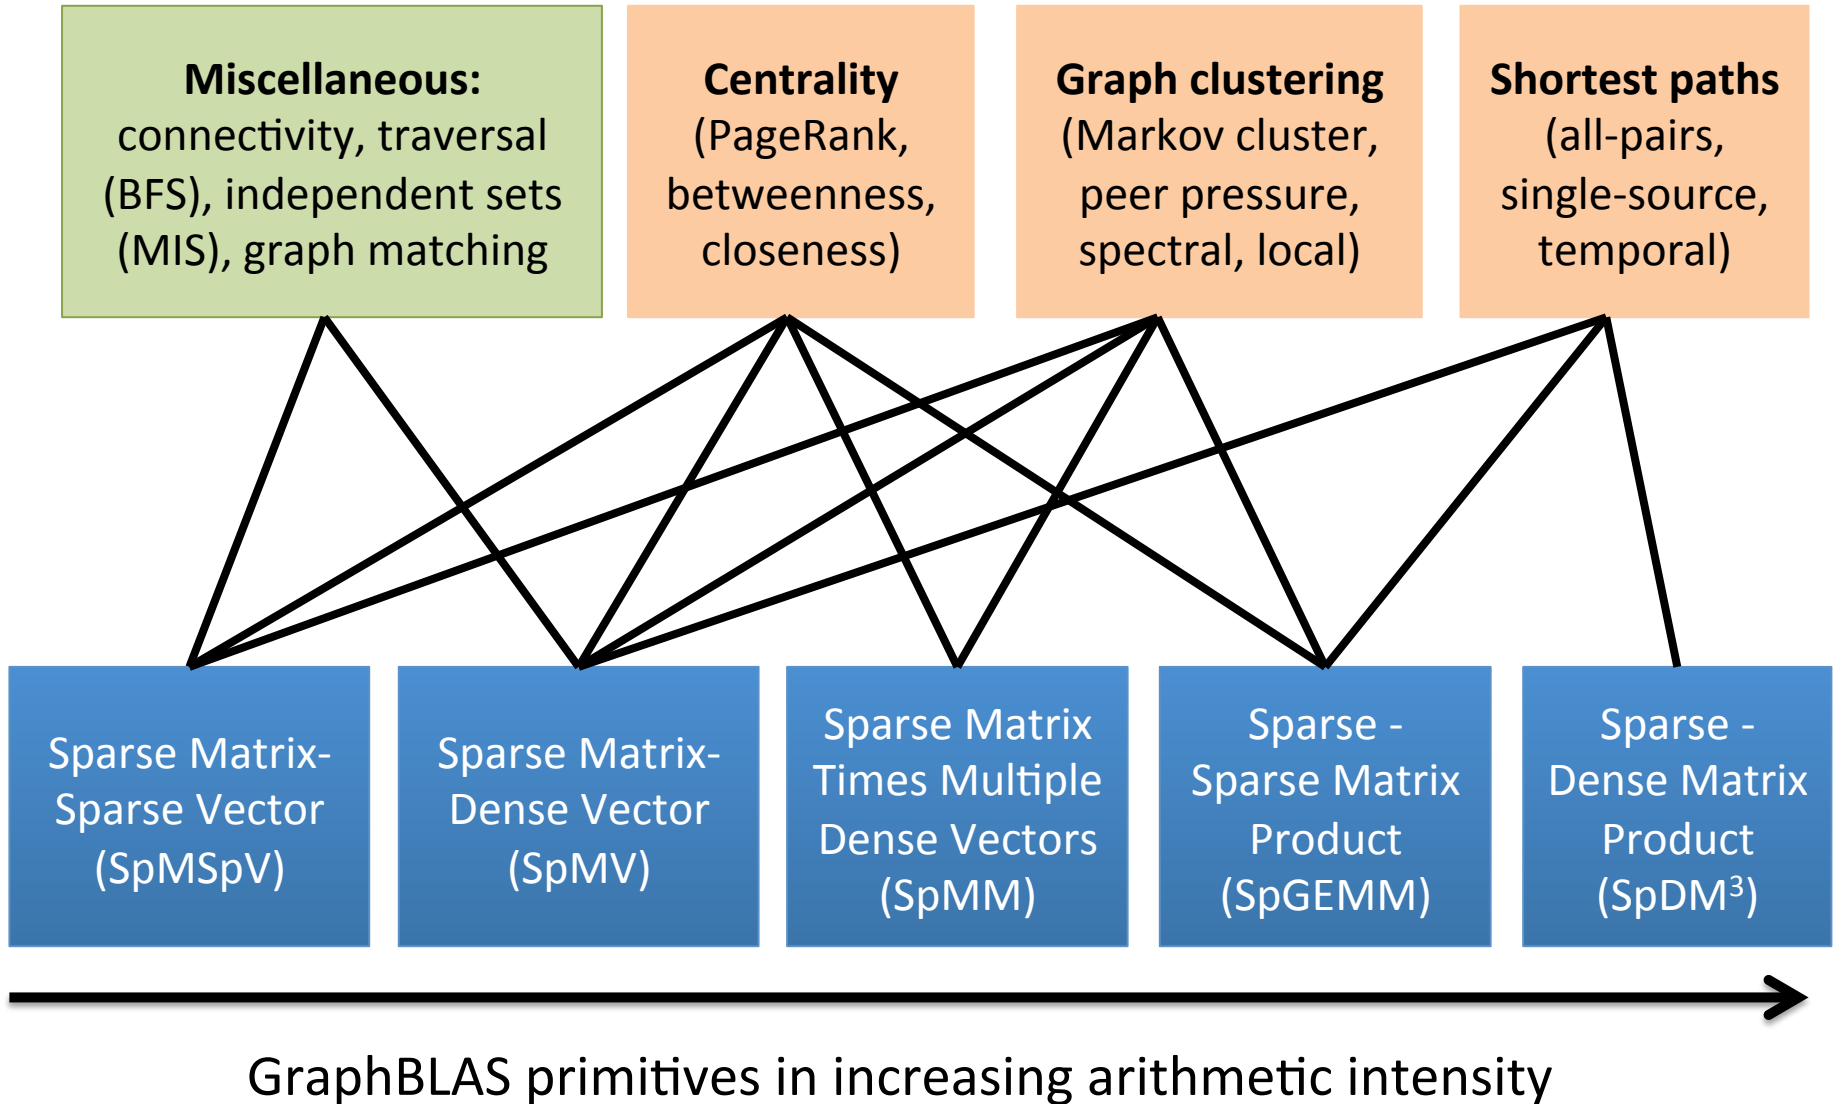 Miscellaneous:
connectivity, traversal
(BFS), independent sets
(MIS), graph matching
Centrality
(PageRank,
betweenness,
closeness)
Graph clustering
(Markov cluster,
peer pressure,
spectral, local)
Shortest paths
(all-pairs,
single-source,
temporal)
Sparse Matrix-
Sparse Vector
(SpMSpV)
Sparse Matrix-
Dense Vector
(SpMV)
Sparse Matrix
Times Multiple
Dense Vectors
(SpMM)
Sparse -
Sparse Matrix
Product
(SpGEMM)
Sparse -
Dense Matrix
Product
(SpDM³)
GraphBLAS primitives in increasing arithmetic intensity